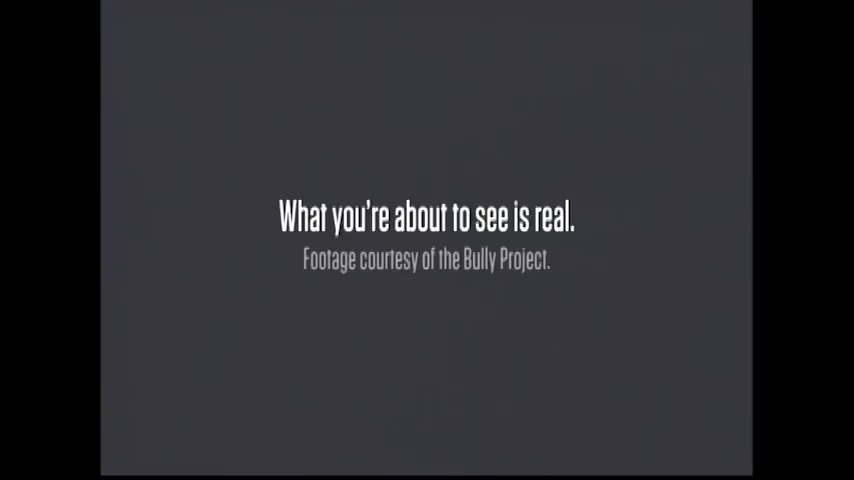 What you're about to see is real.
Footage courtesy of the Bully Project.